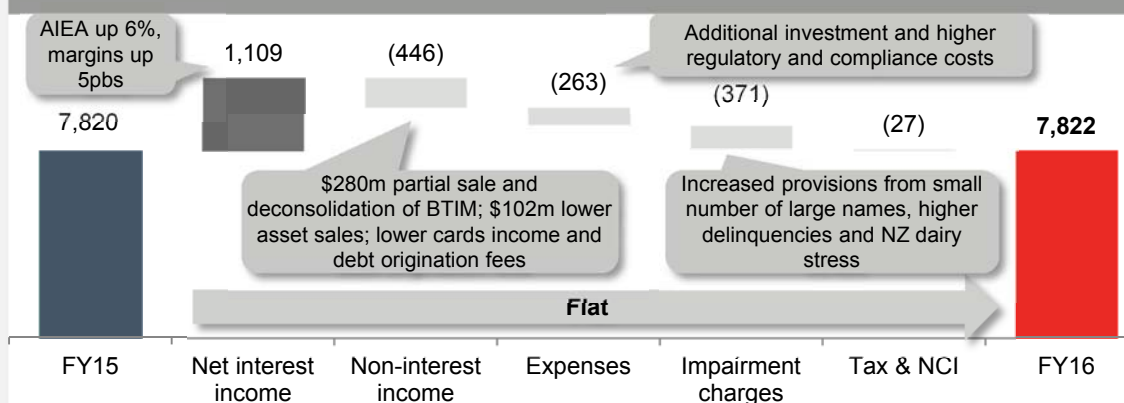 AIEA up 6%,
margins up
5pbs
1,109
(446)
Additional investment and higher
regulatory and compliance costs
(263)
(371)
7,820
(27)
7,822
$280m partial sale and
deconsolidation of BTIM; $102m lower
asset sales; lower cards income and
debt origination fees
Increased provisions from small
number of large names, higher
delinquencies and NZ dairy
stress
Flat
FY15
Net interest
income
Non-interest
income
Expenses
Impairment
charges
Tax & NCI
FY16